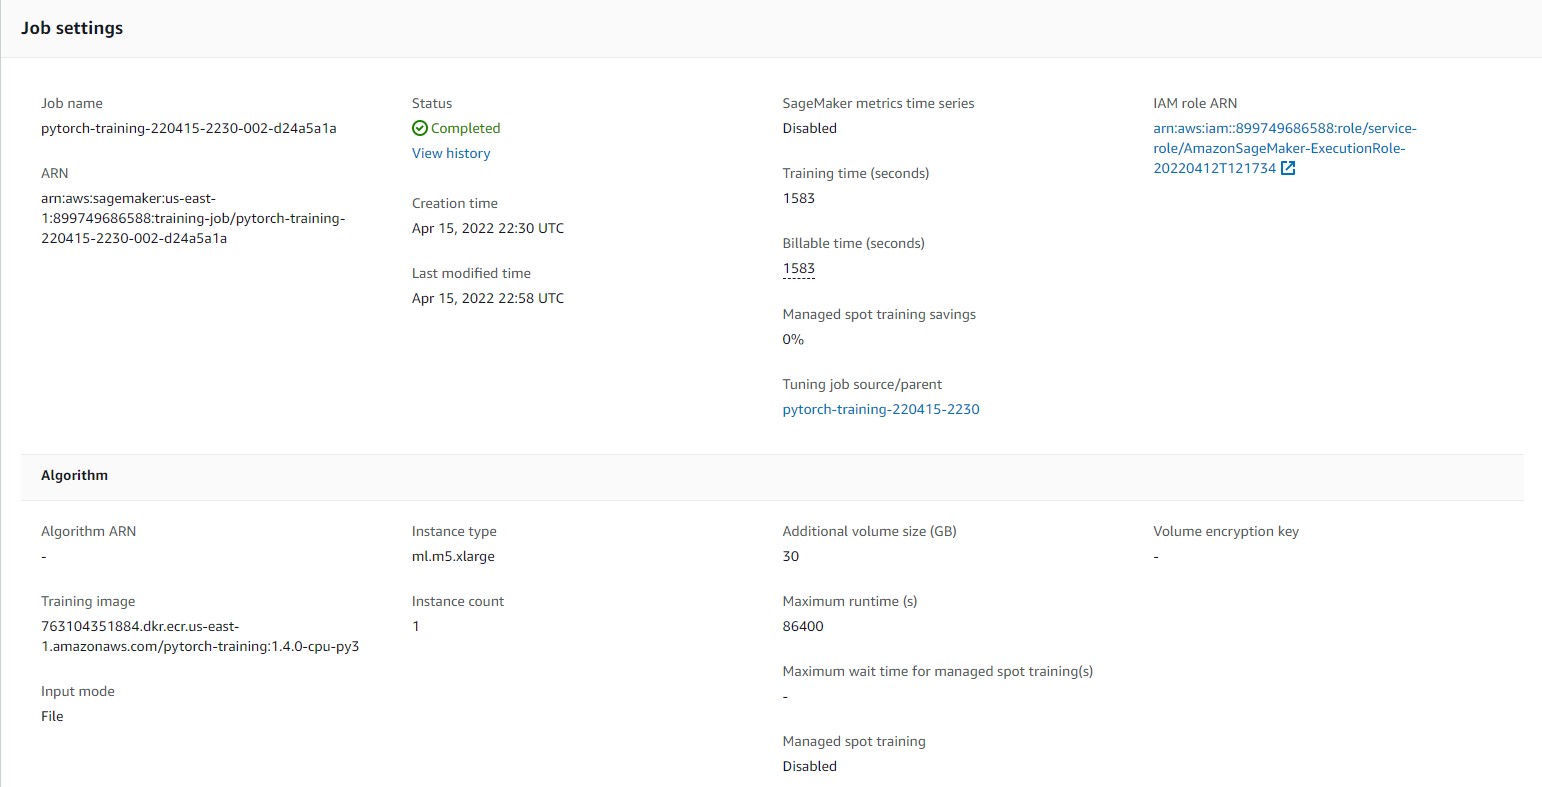 Job settings
Job name
pytorch-training-220415-2230-002-d24a5a1a
ARN
arn:aws:sagemaker:us-east-
1:899749686588:training-job/pytorch-training-
220415-2230-002-d24a5a1a
Status
Completed
View history
Creation time
Apr 15, 2022 22:30 UTC
Last modified time
Apr 15, 2022 22:58 UTC
SageMaker metrics time series
Disabled
Training time (seconds)
1583
Billable time (seconds)
1583
Managed spot training savings
0%
Tuning job source/parent
pytorch-training-220415-2230
IAM role ARN
arn:aws:iam::899749686588:role/service-
role/AmazonSageMaker-ExecutionRole-
20220412T121734
Algorithm
Algorithm ARN
-
Training image
763104351884.dkr.ecr.us-east-
1.amazonaws.com/pytorch-training:1.4.0-cpu-py3
Input mode
File
Instance type
ml.m5.xlarge
Instance count
1
Additional volume size (GB)
30
Maximum runtime (s)
86400
Maximum wait time for managed spot training(s)
-
Managed spot training
Disabled
Volume encryption key
-